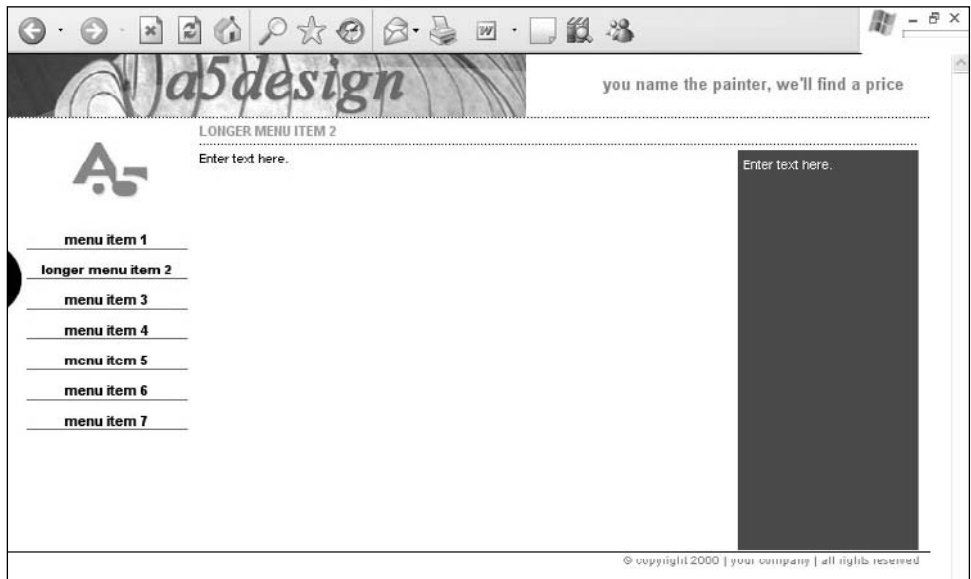 a5design
you name the painter, we'll find a price
A5
LONGER MENU ITEM 2
Enter text here.
Enter text here.
menu item 1
longer menu item 2
menu item 3
menu item 4
menu item 5
menu item 6
menu item 7
© copyright 2000 | your company | all rights reserved